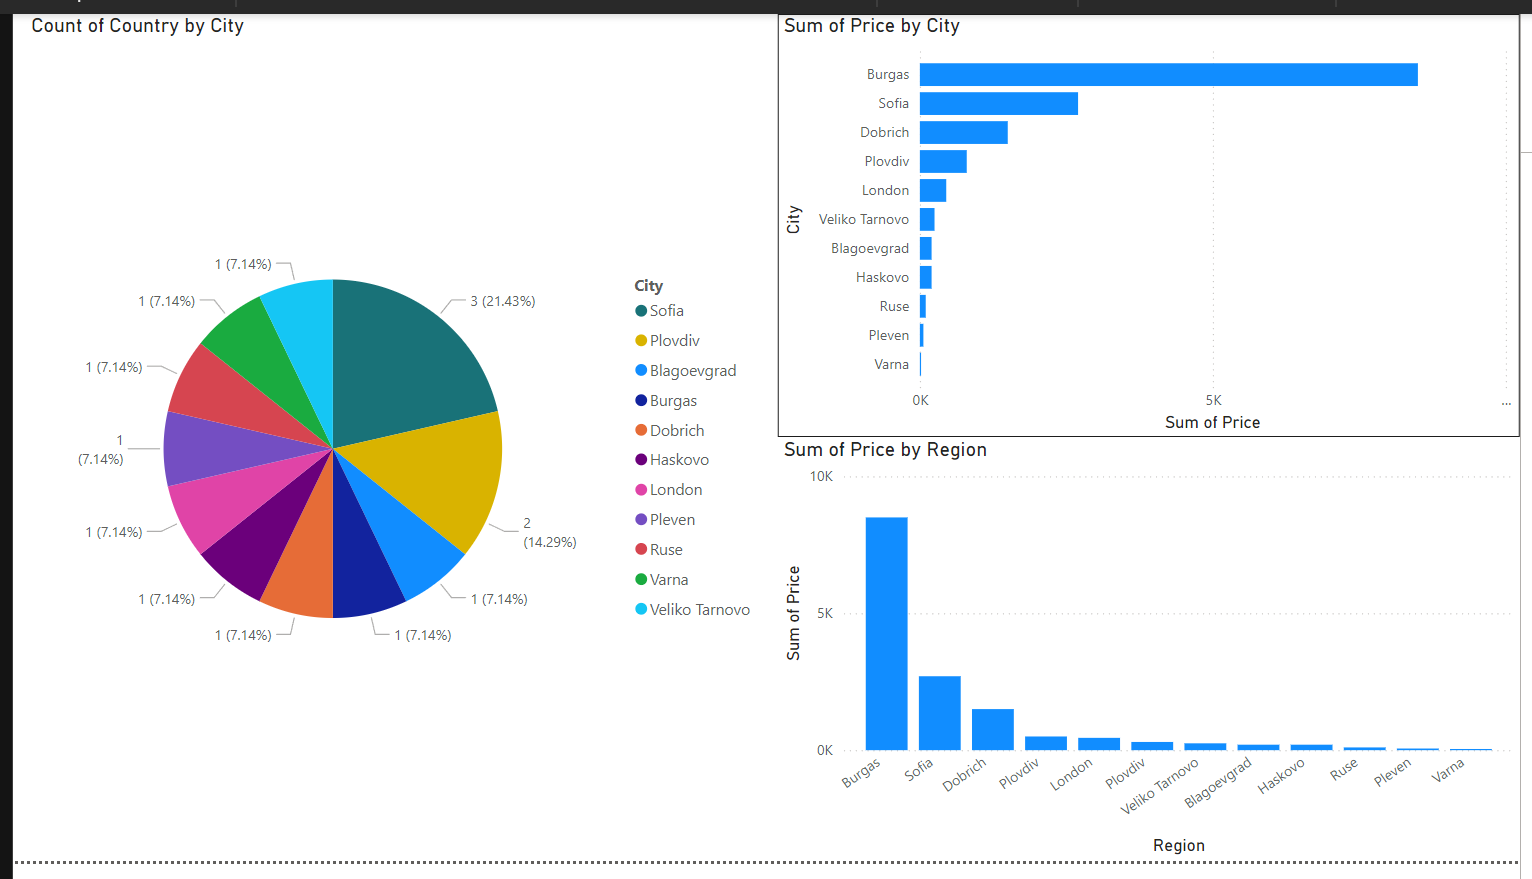 Count of Country by City
1 (7.14%)
3 (21.43%)
1 (7.14%)
1 (7.14%)
1
(7.14%)
2
(14.29%)
1 (7.14%)
1 (7.14%)
1 (7.14%)
1 (7.14%)
1 (7.14%)
City
Sofia
Plovdiv
Blagoevgrad
Burgas
Dobrich
Haskovo
London
Pleven
Ruse
Varna
Veliko Tarnovo
Sum of Price by City
City
Burgas
Sofia
Dobrich
Plovdiv
London
Veliko Tarnovo
Blagoevgrad
Haskovo
Ruse
Pleven
Varna
0K 5K ...
Sum of Price
Sum of Price by Region
Sum of Price
10K
5K
0K
Burgas Sofia Dobrich Plovdiv London Plovdiv Veliko Tarnovo Blagoevgrad Haskovo Ruse Pleven Varna
Region